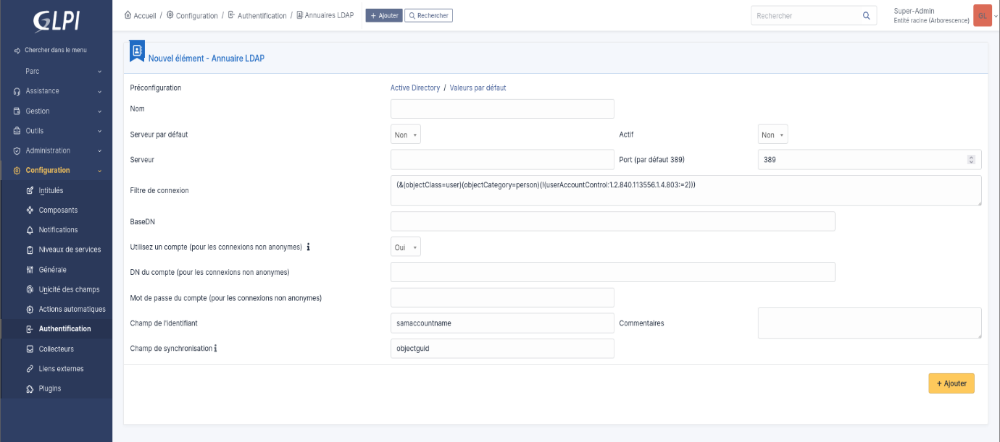 GLPI
Chercher dans le menu
Parc
Assistance
Gestion
Outils
Administration
Configuration
Intitulés
Composants
Notifications
Niveaux de services
Générale
Unicité des champs
Actions automatiques
Authentification
Collecteurs
Liens externes
Plugins
Accueil / Configuration / Authentification / Annuaires LDAP + Ajouter Rechercher
Rechercher
Super-Admin
Entité racine (Arborescence)
GL
Nouvel élément - Annuaire LDAP
Préconfiguration Active Directory / Valeurs par défaut
Nom
Serveur par défaut Non Actif Non
Serveur Port (par défaut 389) 389
Filtre de connexion (&(objectClass=user)(objectCategory=person)(!(userAccountControl:1.2.840.113556.1.4.803:=2)))
BaseDN
Utilisez un compte (pour les connexions non anonymes) Oui
DN du compte (pour les connexions non anonymes)
Mot de passe du compte (pour les connexions non anonymes)
Champ de l'identifiant samaccountname Commentaires
Champ de synchronisation objectguid
+ Ajouter